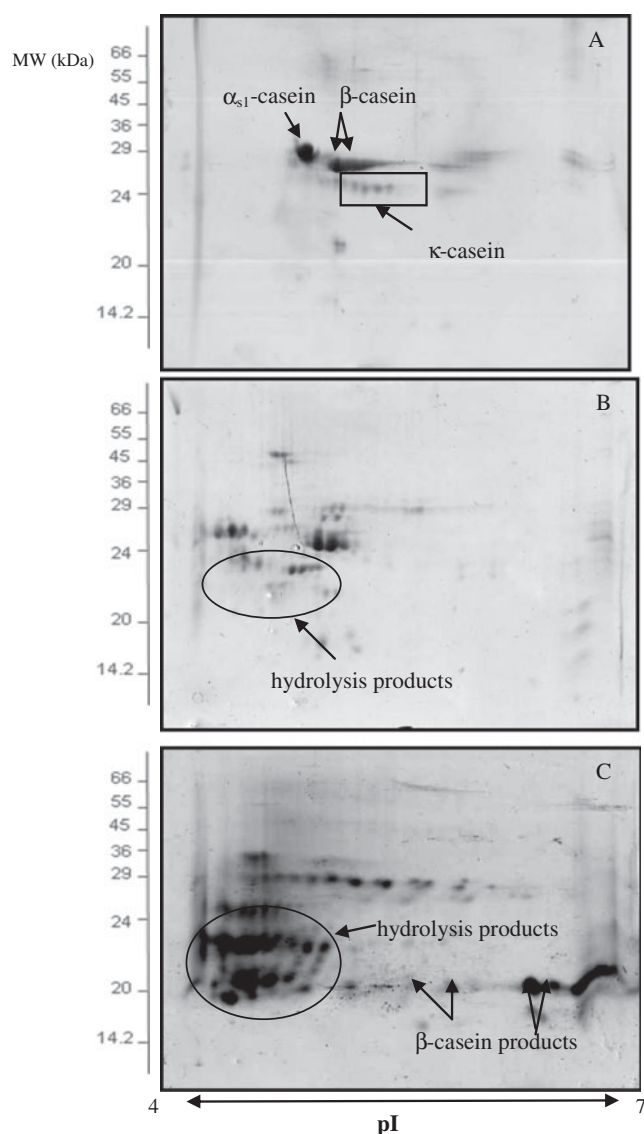 MW (kDa)
A
66
55
45
36
29
24
20
14.2
αs1-casein
β-casein
κ-casein
B
66
55
45
36
29
24
20
14.2
hydrolysis products
C
66
55
45
36
29
24
20
14.2
hydrolysis products
β-casein products
4
7
pI